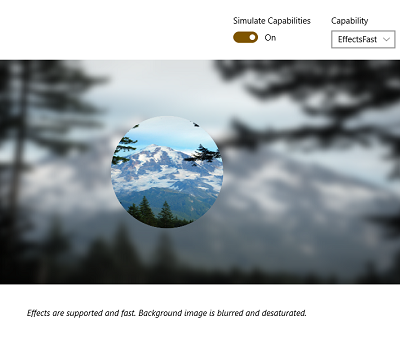 Simulate Capabilities
Capability
On
EffectsFast
Effects are supported and fast. Background image is blurred and desaturated.